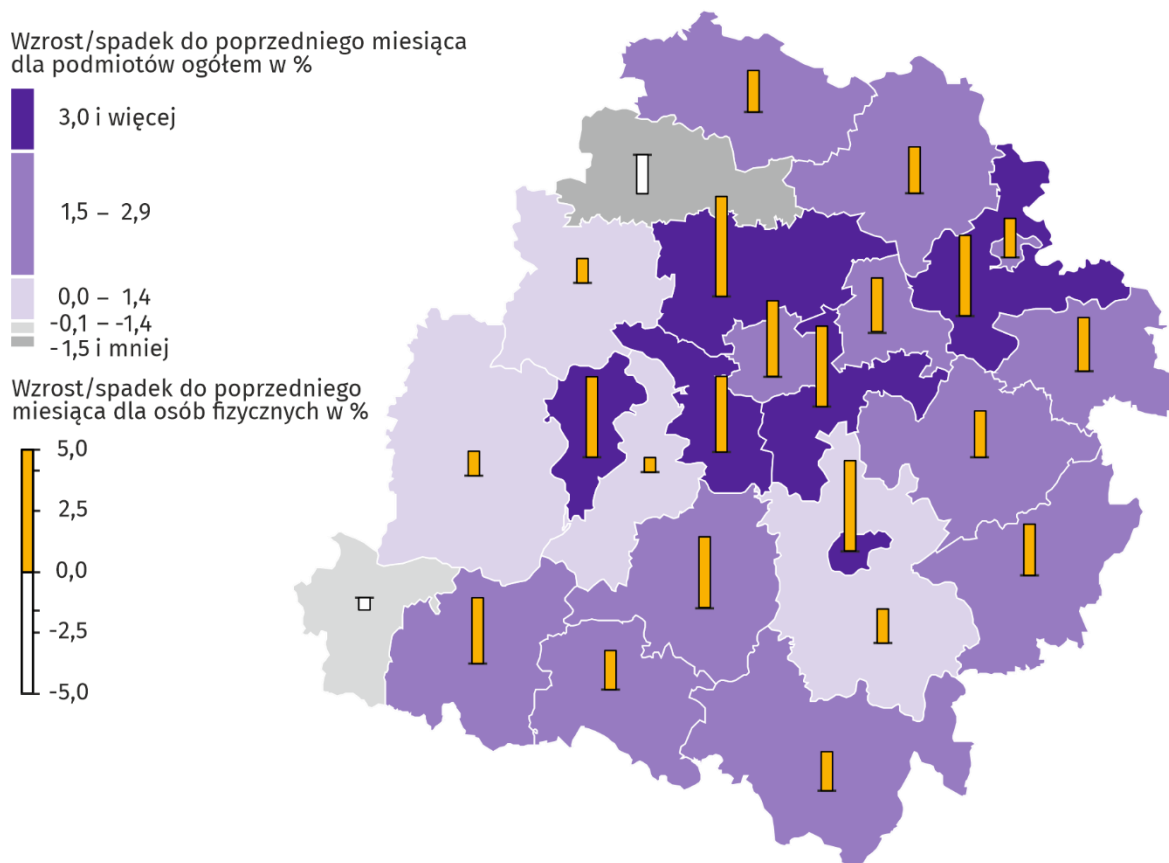 Wzrost/spadek do poprzedniego miesiąca
dla podmiotów ogółem w %
3,0 i więcej
1,5 – 2,9
0,0 – 1,4
-0,1 – -1,4
-1,5 i mniej
Wzrost/spadek do poprzedniego
miesiąca dla osób fizycznych w %
5,0
2,5
0,0
-2,5
-5,0